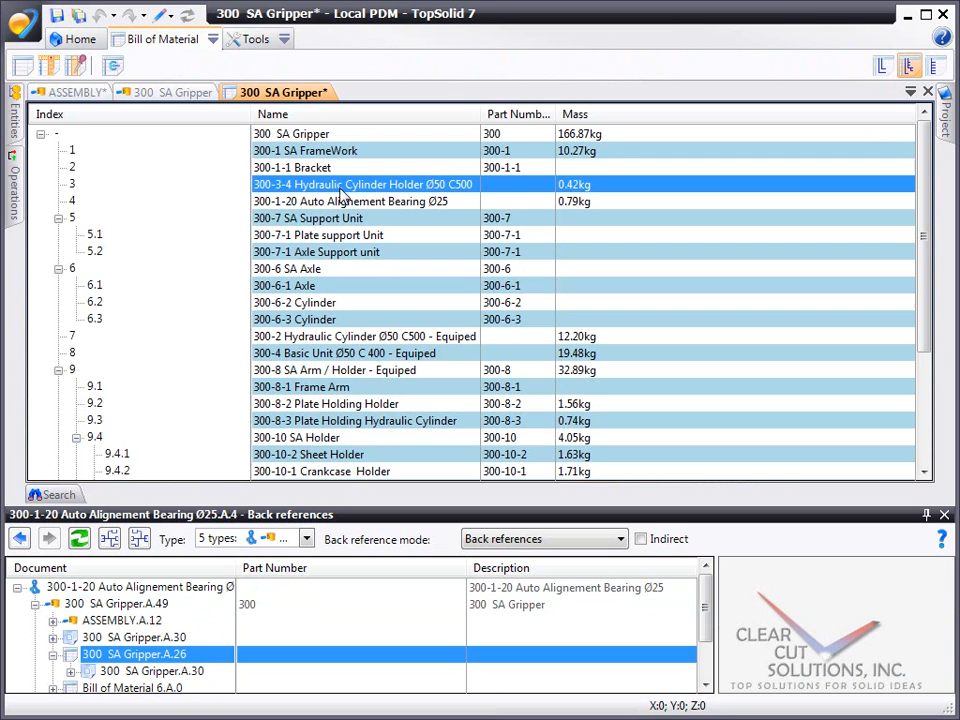 300 SA Gripper* - Local PDM - TopSolid 7
Home
Bill of Material
Tools
ASSEMBLY*
300 SA Gripper
300 SA Gripper*
Entities
Operations
Project
Index Name Part Numb... Mass
- 300 SA Gripper 300 166.87kg
1 300-1 SA FrameWork 300-1 10.27kg
2 300-1-1 Bracket 300-1-1
3 300-3-4 Hydraulic Cylinder Holder Ø50 C500 0.42kg
4 300-1-20 Auto Alignement Bearing Ø25 0.79kg
5 300-7 SA Support Unit 300-7
5.1 300-7-1 Plate support Unit 300-7-1
5.2 300-7-1 Axle Support unit 300-7-1
6 300-6 SA Axle 300-6
6.1 300-6-1 Axle 300-6-1
6.2 300-6-2 Cylinder 300-6-2
6.3 300-6-3 Cylinder 300-6-3
7 300-2 Hydraulic Cylinder Ø50 C500 - Equiped 12.20kg
8 300-4 Basic Unit Ø50 C 400 - Equiped 19.48kg
9 300-8 SA Arm / Holder - Equiped 300-8 32.89kg
9.1 300-8-1 Frame Arm 300-8-1
9.2 300-8-2 Plate Holding Holder 300-8-2 1.56kg
9.3 300-8-3 Plate Holding Hydraulic Cylinder 300-8-3 0.74kg
9.4 300-10 SA Holder 300-10 4.05kg
9.4.1 300-10-2 Sheet Holder 300-10-2 1.63kg
9.4.2 300-10-1 Crankcase Holder 300-10-1 1.71kg
Search
300-1-20 Auto Alignement Bearing Ø25.A.4 - Back references
Type: 5 types: ... Back reference mode: Back references Indirect
Document Part Number Description
300-1-20 Auto Alignement Bearing Ø 300-1-20 Auto Alignement Bearing Ø25
300 SA Gripper.A.49 300 300 SA Gripper
ASSEMBLY.A.12
300 SA Gripper.A.30
300 SA Gripper.A.26
300 SA Gripper.A.30
Bill of Material 6.A.0
CLEAR
CUT
SOLUTIONS, INC.
TOP SOLUTIONS FOR SOLID IDEAS
X:0; Y:0; Z:0